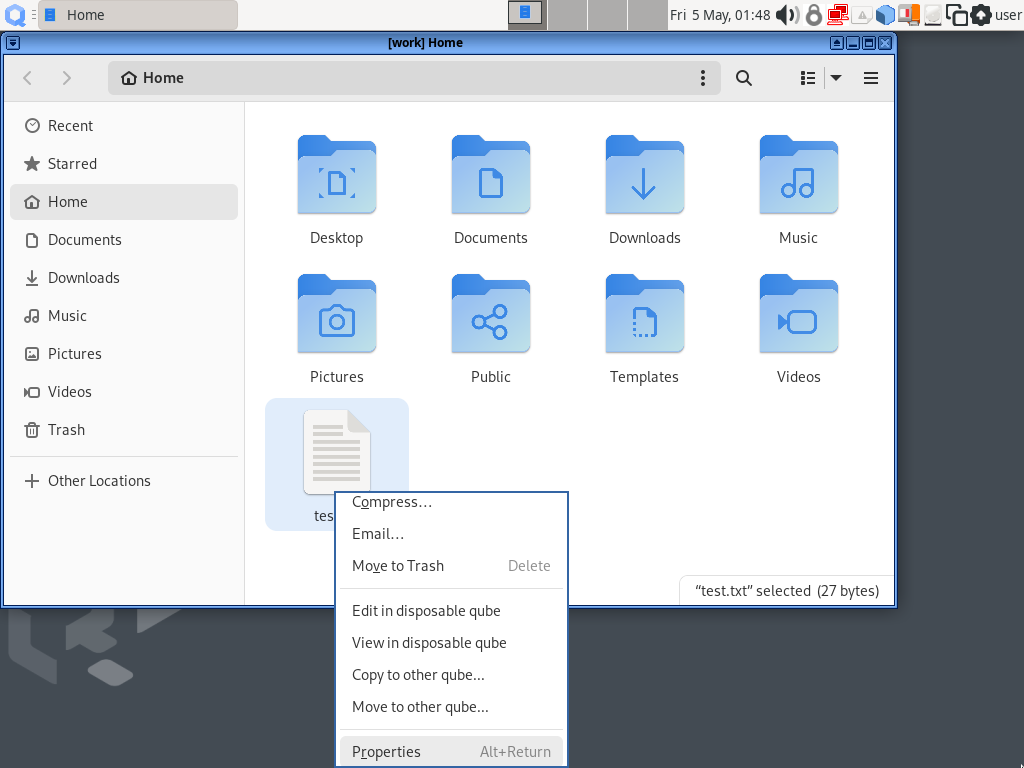 Home
Fri 5 May, 01:48
user
[work] Home
Home
Recent
Starred
Home
Documents
Downloads
Music
Pictures
Videos
Trash
Other Locations
Desktop
Documents
Downloads
Music
Pictures
Public
Templates
Videos
tes
Compress…
Email…
Move to Trash Delete
Edit in disposable qube
View in disposable qube
Copy to other qube...
Move to other qube...
Properties Alt+Return
“test.txt” selected (27 bytes)